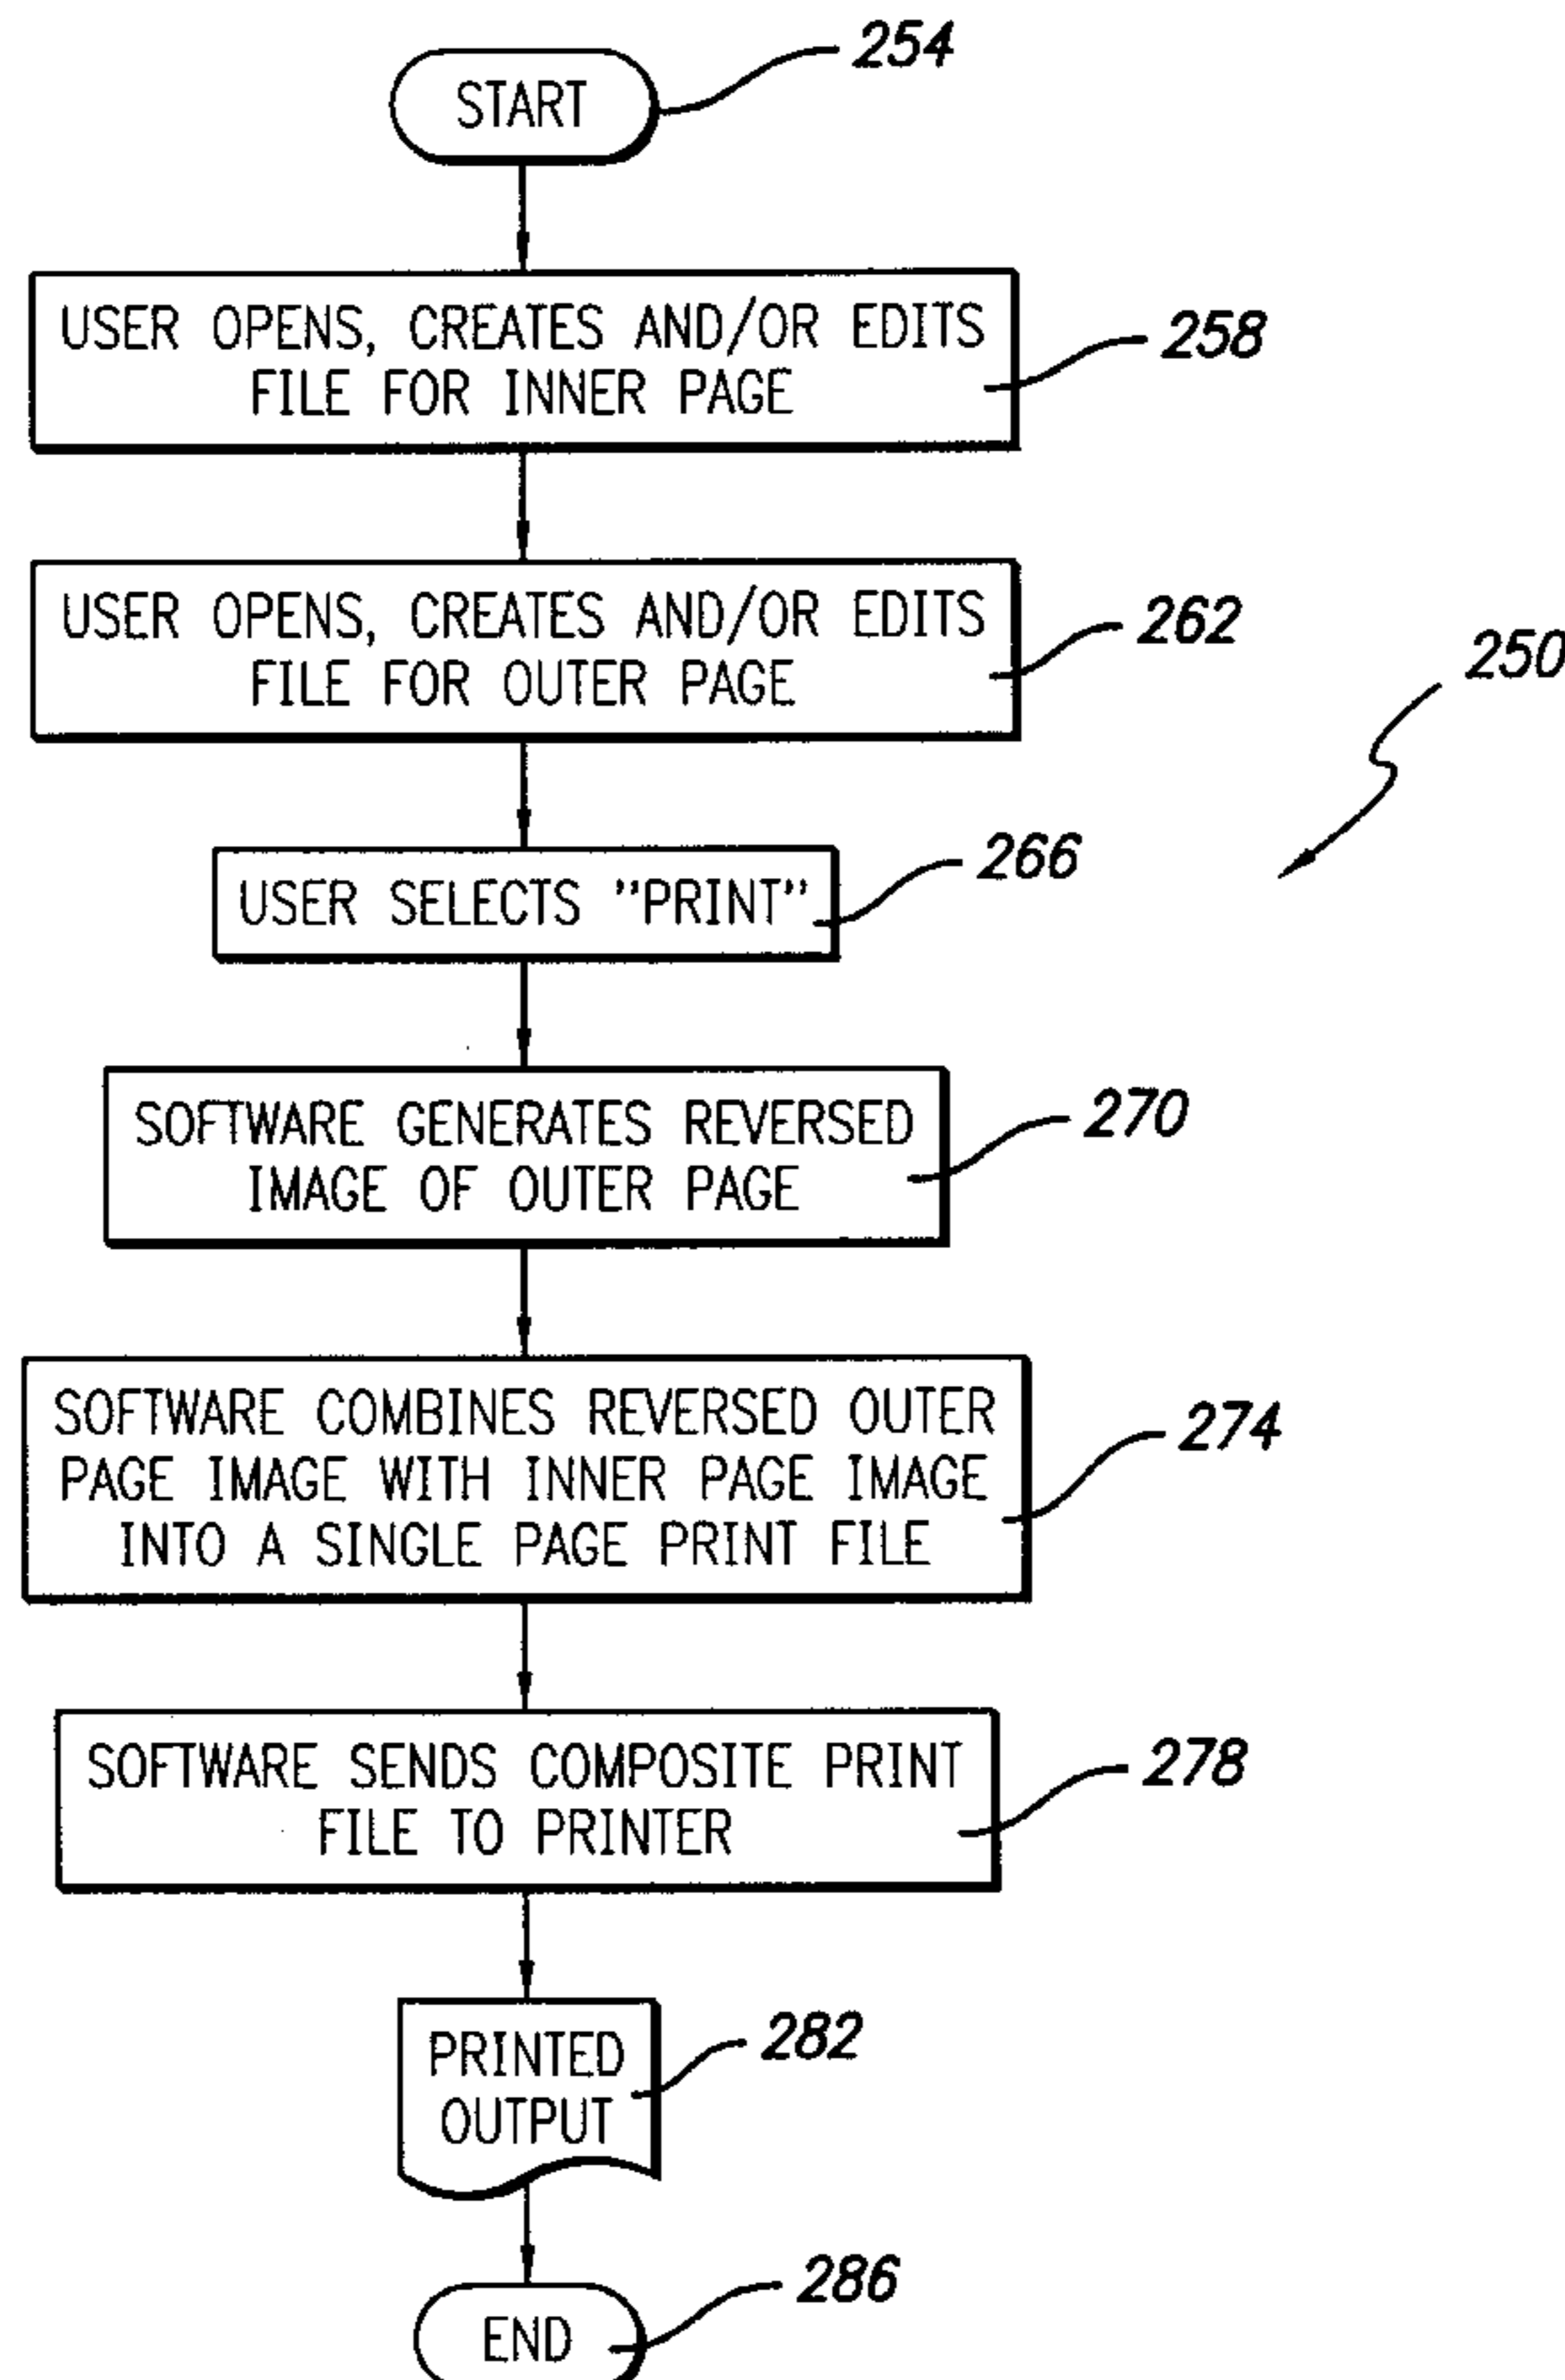 254
START
USER OPENS, CREATES AND/OR EDITS
FILE FOR INNER PAGE
258
USER OPENS, CREATES AND/OR EDITS
FILE FOR OUTER PAGE
262
250
USER SELECTS "PRINT"
266
SOFTWARE GENERATES REVERSED
IMAGE OF OUTER PAGE
270
SOFTWARE COMBINES REVERSED OUTER
PAGE IMAGE WITH INNER PAGE IMAGE
INTO A SINGLE PAGE PRINT FILE
274
SOFTWARE SENDS COMPOSITE PRINT
FILE TO PRINTER
278
PRINTED
OUTPUT
282
END
286